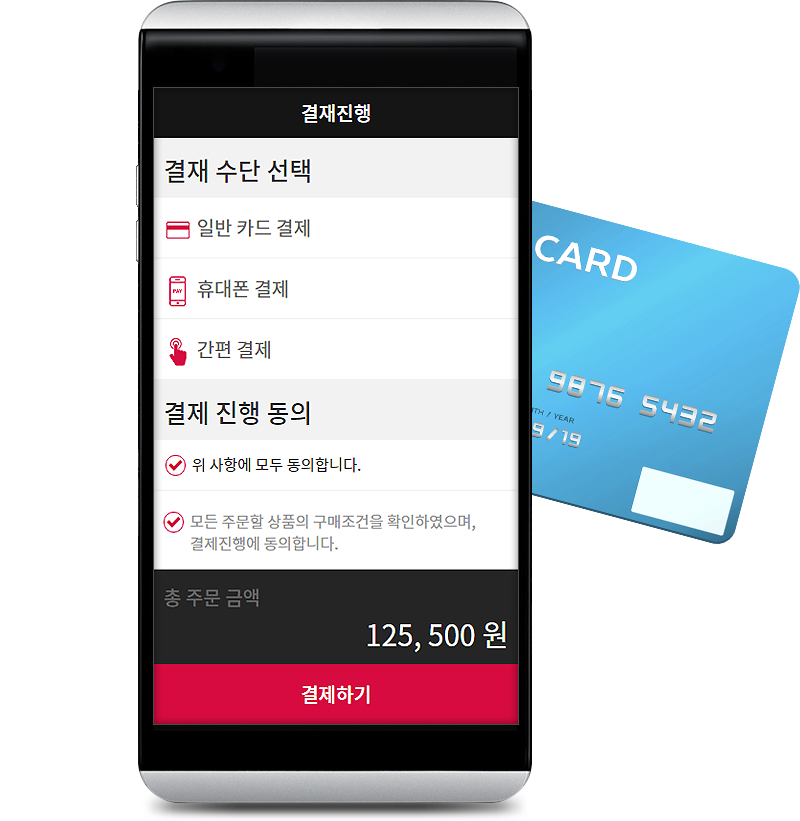 결재진행
결재 수단 선택
일반 카드 결제
PAY
휴대폰 결제
간편 결제
결제 진행 동의
위 사항에 모두 동의합니다.
모든 주문할 상품의 구매조건을 확인하였으며,
결제진행에 동의합니다.
총 주문 금액
125, 500 원
결제하기
CARD
9876 5432
TH / YEAR
9/19